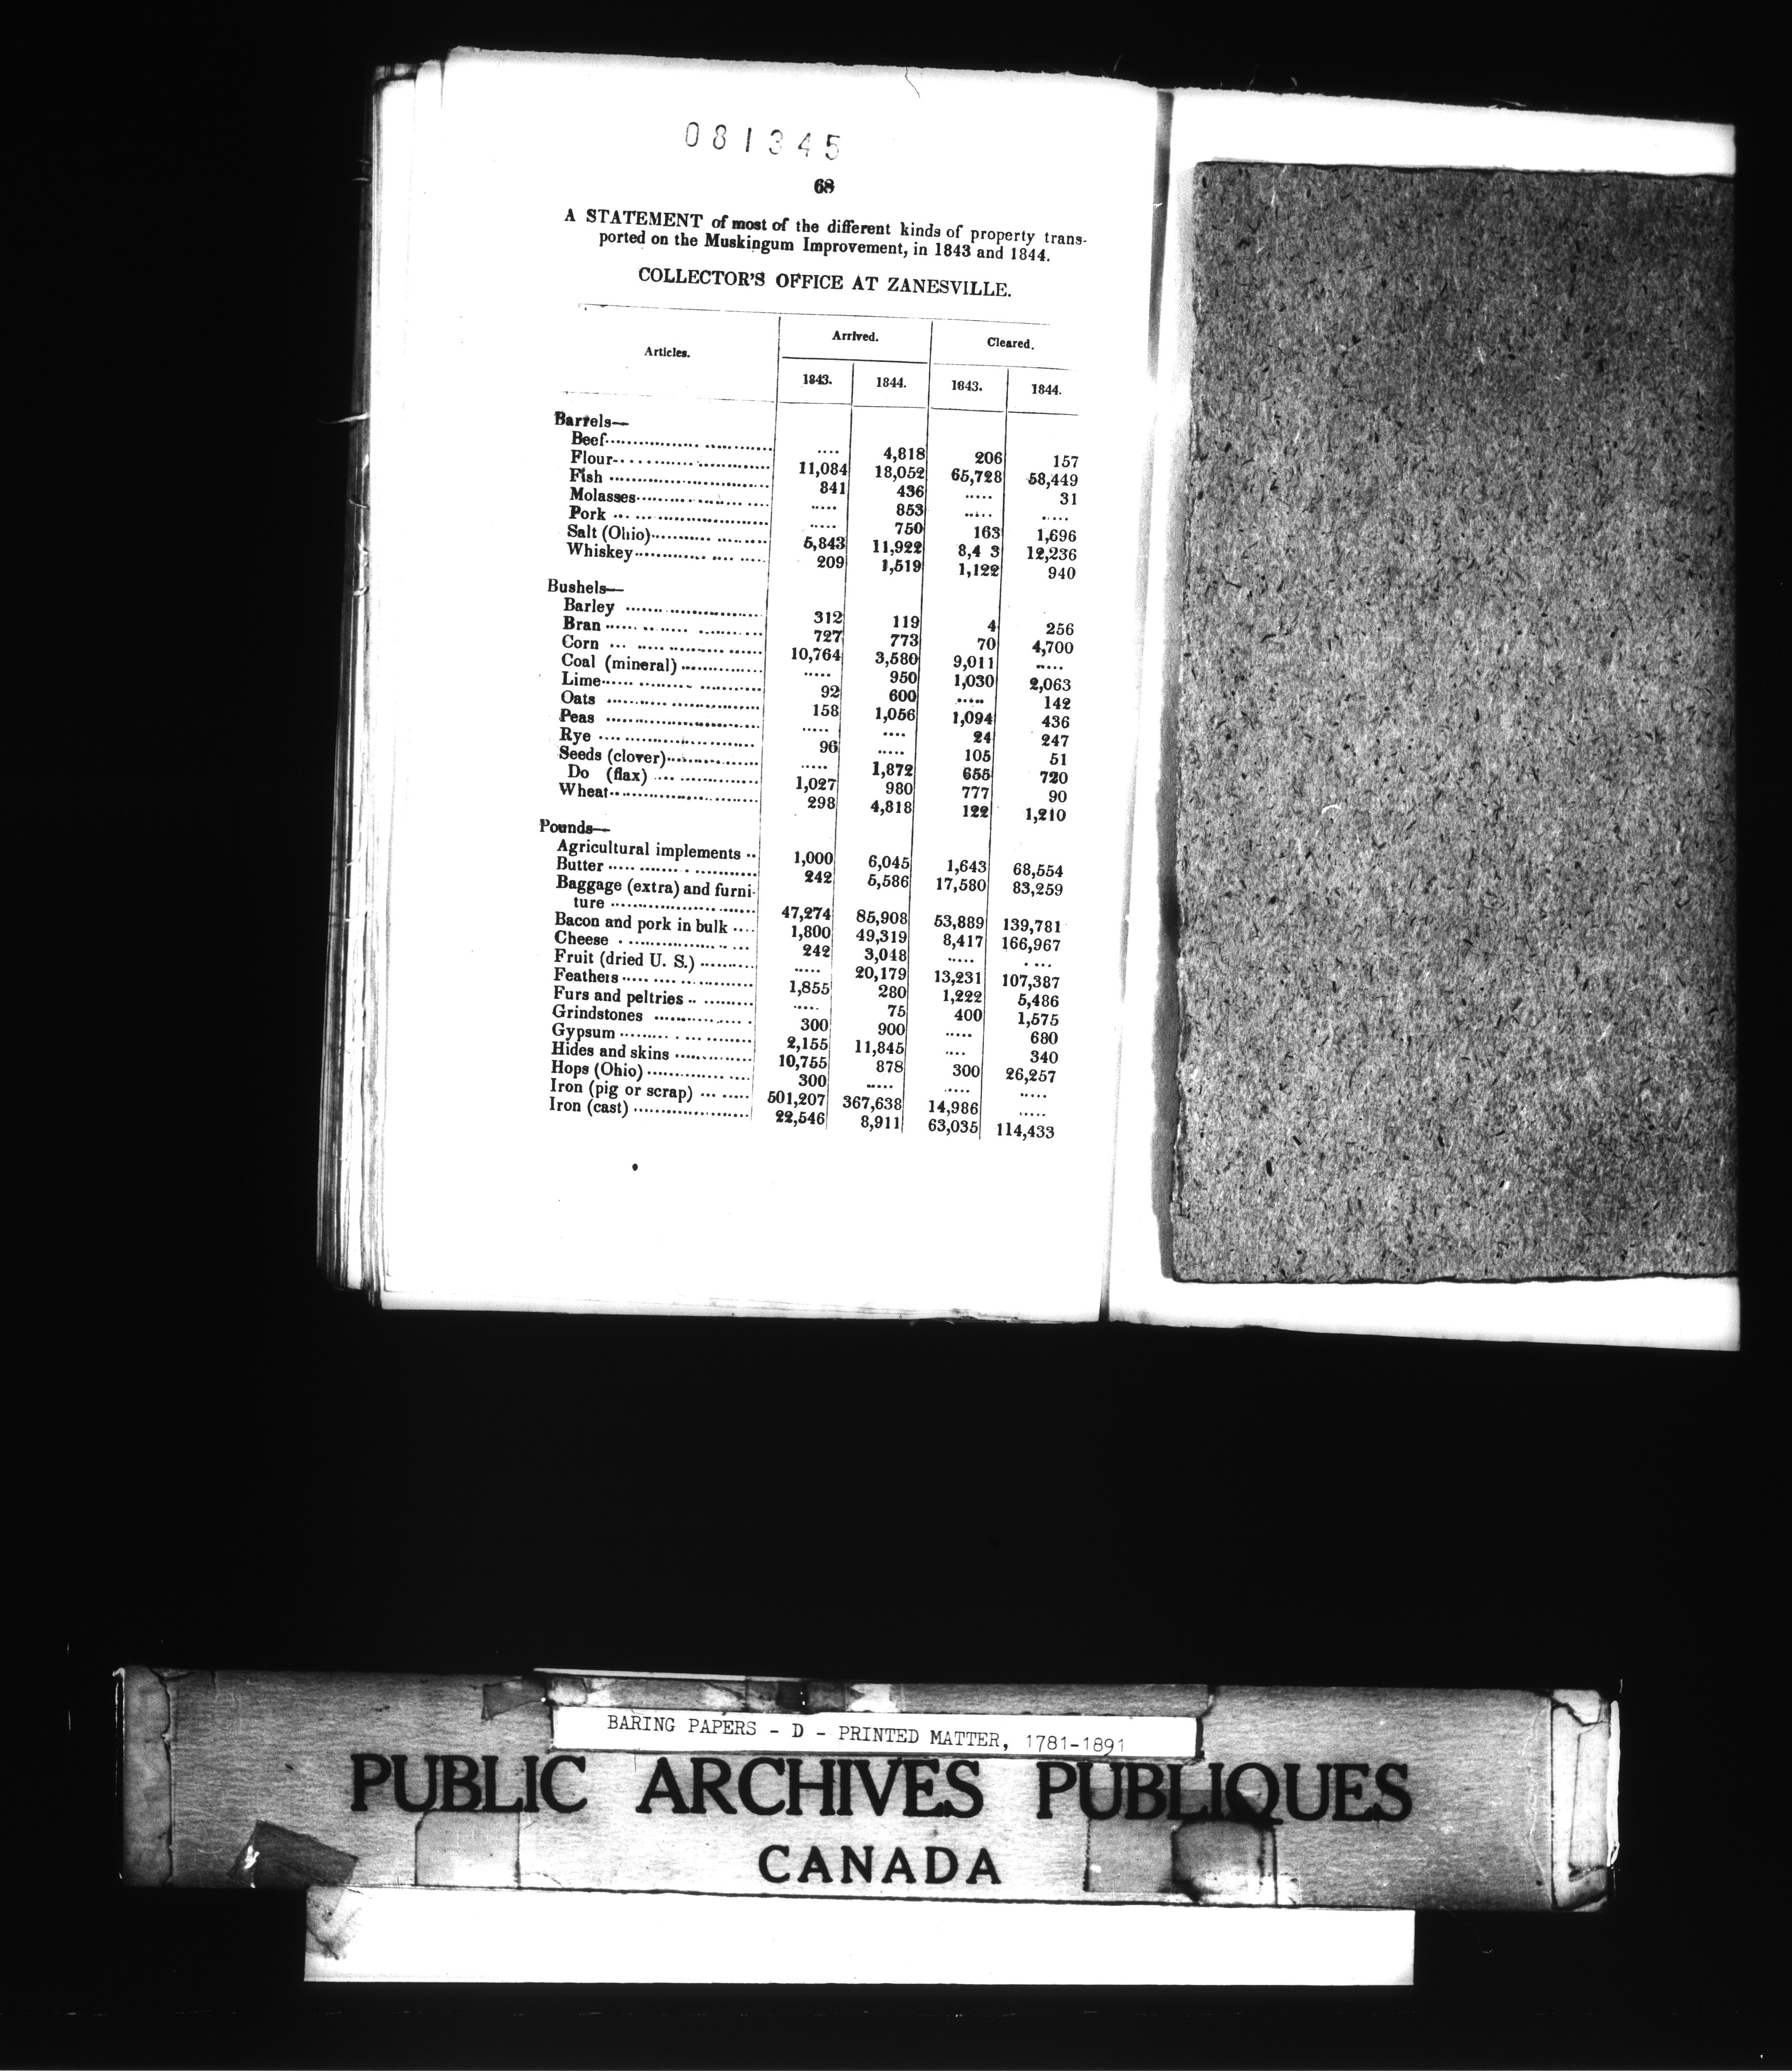 081345
68
A STATEMENT of most of the different kinds of property trans-
ported on the Muskingum Improvement, in 1843 and 1844.
COLLECTOR'S OFFICE AT ZANESVILLE.
Articles. Arrived. Cleared.
1843. 1844. 1843. 1844.
Barrels—
Beef .... 4,818 206 157
Flour 11,084 18,052 65,728 58,449
Fish 841 436 ..... 31
Molasses ..... 853 ..... .....
Pork ..... 750 163 1,696
Salt (Ohio) 5,843 11,922 8,4 3 12,236
Whiskey 209 1,519 1,122 940
Bushels—
Barley 312 119 4 256
Bran 727 773 70 4,700
Corn 10,764 3,580 9,011 .....
Coal (mineral) ..... 950 1,030 2,063
Lime 92 600 ..... 142
Oats 158 1,056 1,094 436
Peas ..... .... 24 247
Rye 96 ..... 105 51
Seeds (clover) ..... 1,872 655 720
Do (flax) 1,027 980 777 90
Wheat 298 4,818 122 1,210
Pounds—
Agricultural implements 1,000 6,045 1,643 68,554
Butter 242 5,586 17,580 83,259
Baggage (extra) and furni-
ture 47,274 85,908 53,889 139,781
Bacon and pork in bulk 1,800 49,319 8,417 166,967
Cheese 242 3,048 ..... ....
Fruit (dried U. S.) ..... 20,179 13,231 107,387
Feathers 1,855 280 1,222 5,486
Furs and peltries ..... 75 400 1,575
Grindstones 300 900 ..... 680
Gypsum 2,155 11,845 .... 340
Hides and skins 10,755 878 300 26,257
Hops (Ohio) 300 ..... ..... .....
Iron (pig or scrap) 501,207 367,638 14,986 .....
Iron (cast) 22,546 8,911 63,035 114,433
BARING PAPERS - D - PRINTED MATTER, 1781-1891
PUBLIC ARCHIVES PUBLIQUES
CANADA